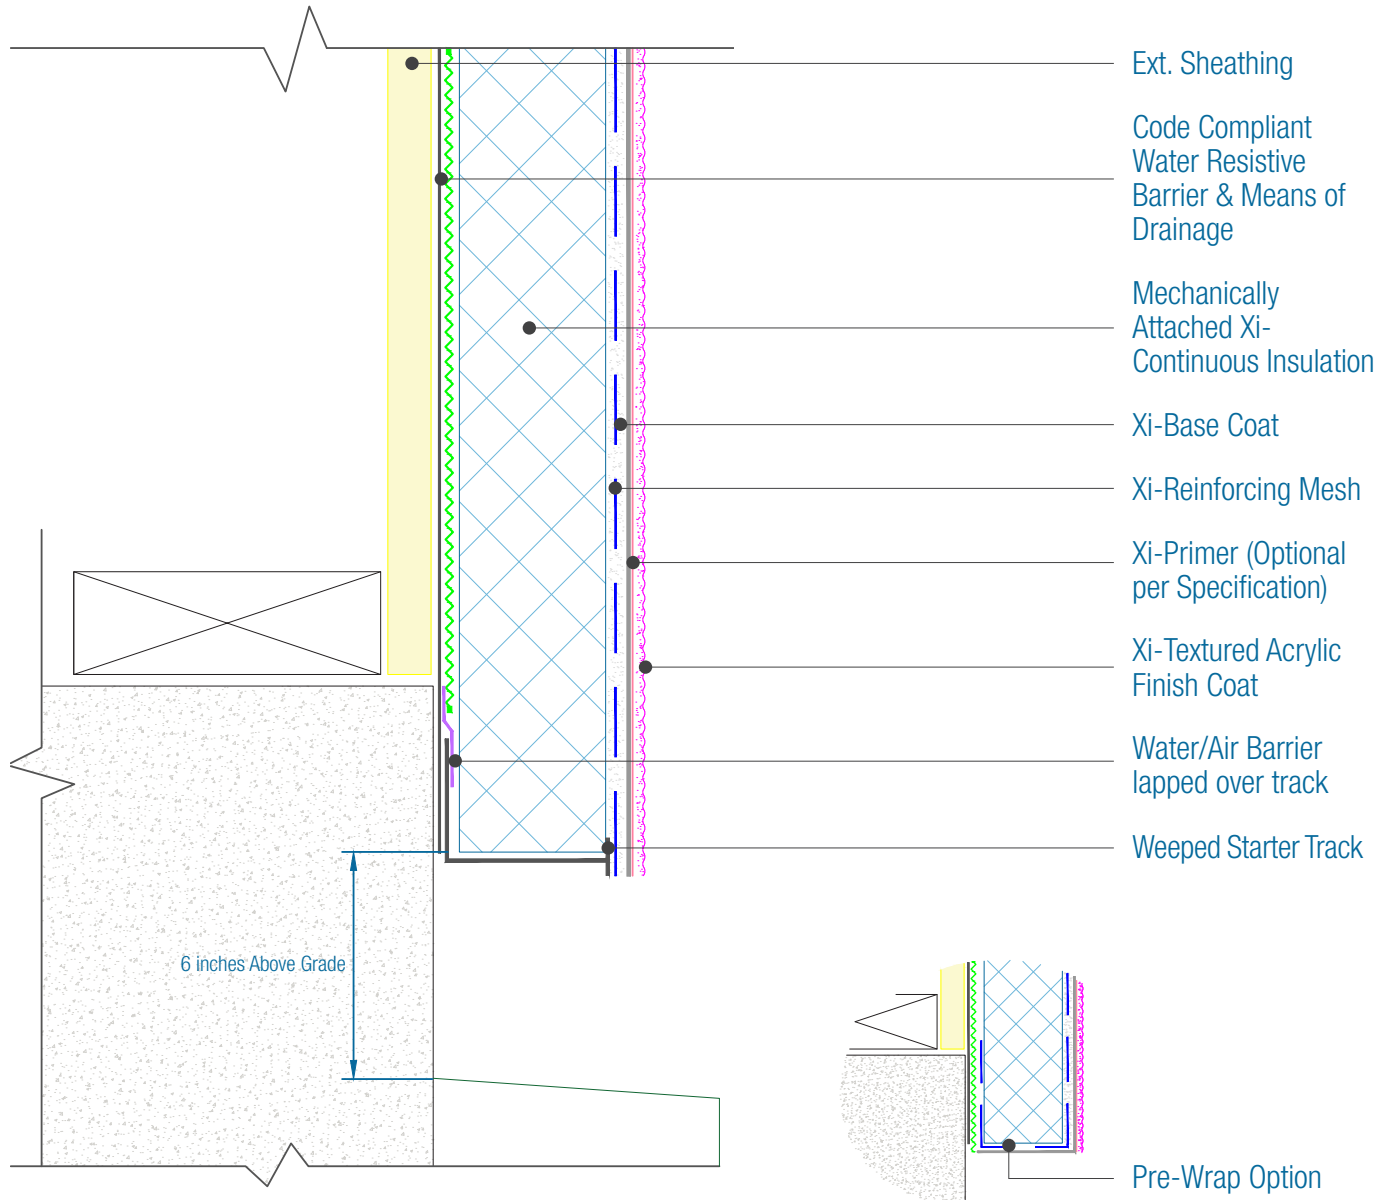 Ext. Sheathing
Code Compliant
Water Resistive
Barrier & Means of
Drainage
Mechanically
Attached Xi-
Continuous Insulation
Xi-Base Coat
Xi-Reinforcing Mesh
Xi-Primer (Optional
per Specification)
Xi-Textured Acrylic
Finish Coat
Water/Air Barrier
lapped over track
Weeped Starter Track
6 inches Above Grade
Pre-Wrap Option